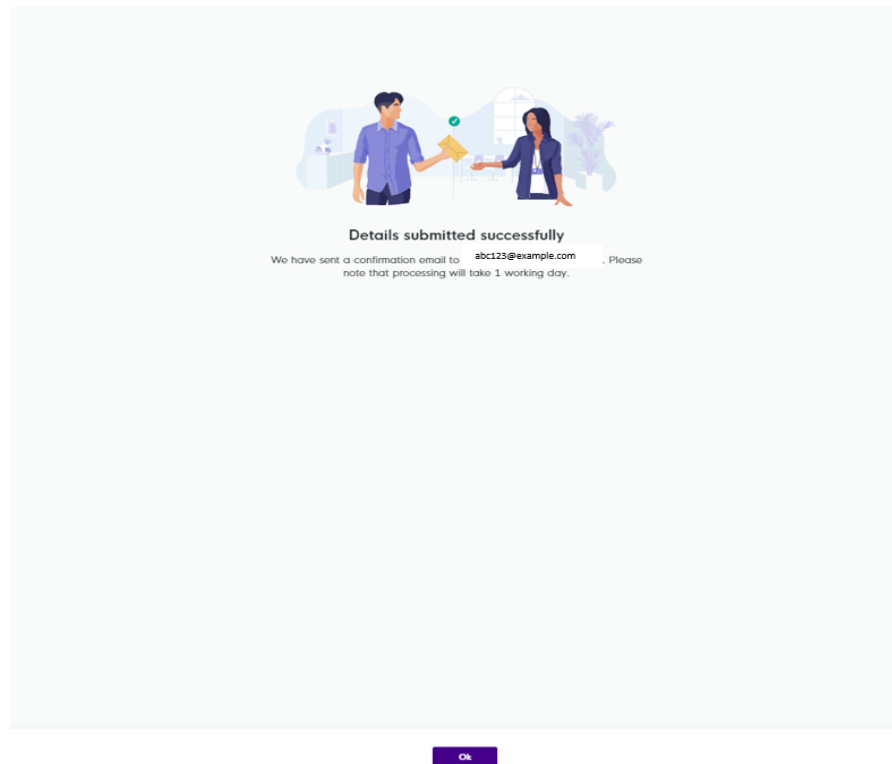 Details submitted successfully
We have sent a confirmation email to abc123@example.com . Please
note that processing will take 1 working day.
Ok